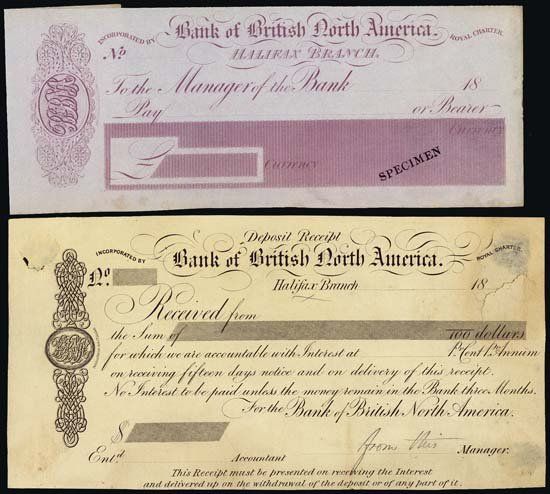 INCORPORATED BY Bank of British North America. ROYAL CHARTER.
No. HALIFAX BRANCH.
To the Manager of the Bank 18
Pay or Bearer
Currency
£ Currency SPECIMEN
Deposit Receipt
INCORPORATED BY Bank of British North America. ROYAL CHARTER.
No. Halifax Branch 18
Received from
the Sum of dollars
for which we are accountable with Interest at Pr. Cent Pr. Annum
on receiving fifteen days notice and on delivery of this receipt.
No Interest to be paid unless the money remain in the Bank three Months.
For the Bank of British North America.
$
from this
Entd. Accountant Manager.
This Receipt must be presented on receiving the Interest
and delivered up on the withdrawal of the deposit or of any part of it.